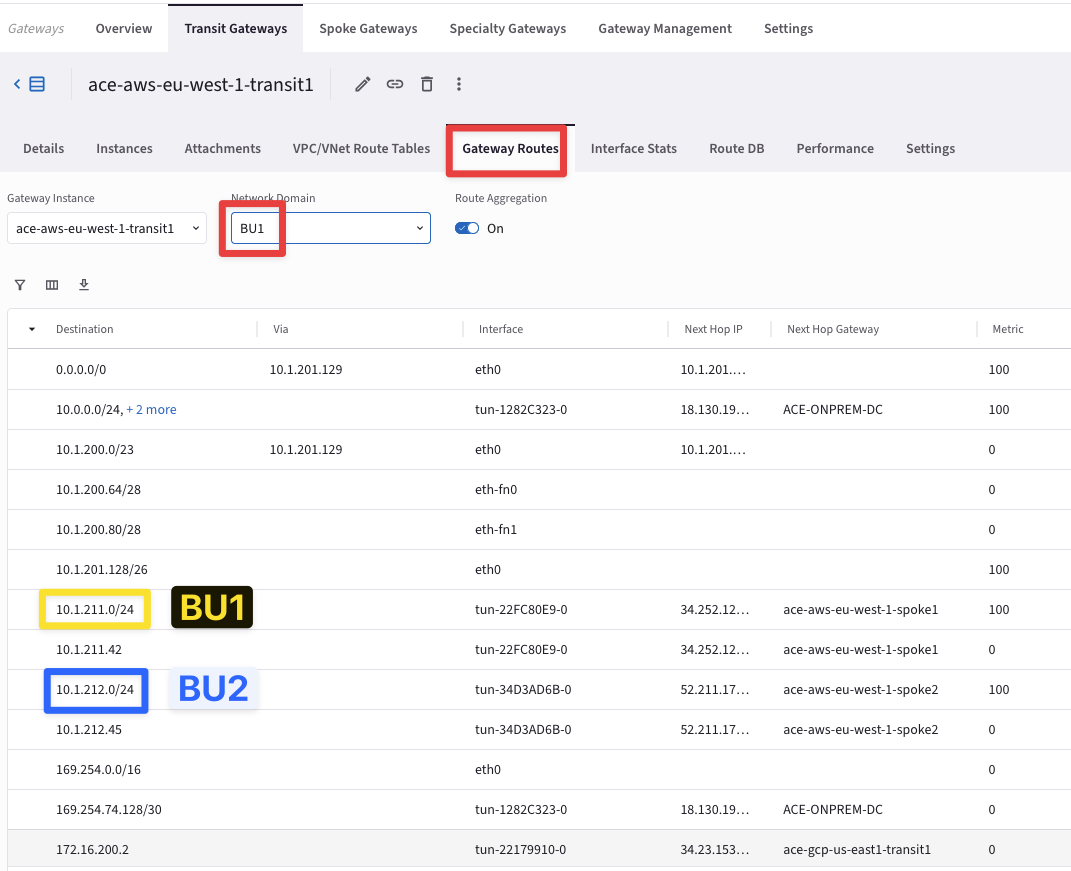 Gateways Overview Transit Gateways Spoke Gateways Specialty Gateways Gateway Management Settings
ace-aws-eu-west-1-transit1
Details Instances Attachments VPC/VNet Route Tables Gateway Routes Interface Stats Route DB Performance Settings
Gateway Instance Network Domain Route Aggregation
ace-aws-eu-west-1-transit1 BU1 On
Destination Via Interface Next Hop IP Next Hop Gateway Metric
0.0.0.0/0 10.1.201.129 eth0 10.1.201.… 100
10.0.0.0/24, + 2 more tun-1282C323-0 18.130.19… ACE-ONPREM-DC 100
10.1.200.0/23 10.1.201.129 eth0 10.1.201.… 0
10.1.200.64/28 eth-fn0 0
10.1.200.80/28 eth-fn1 0
10.1.201.128/26 eth0 100
10.1.211.0/24 BU1 tun-22FC80E9-0 34.252.12… ace-aws-eu-west-1-spoke1 100
10.1.211.42 tun-22FC80E9-0 34.252.12… ace-aws-eu-west-1-spoke1 0
10.1.212.0/24 BU2 tun-34D3AD6B-0 52.211.17… ace-aws-eu-west-1-spoke2 100
10.1.212.45 tun-34D3AD6B-0 52.211.17… ace-aws-eu-west-1-spoke2 0
169.254.0.0/16 eth0 0
169.254.74.128/30 tun-1282C323-0 18.130.19… ACE-ONPREM-DC 0
172.16.200.2 tun-22179910-0 34.23.153… ace-gcp-us-east1-transit1 0